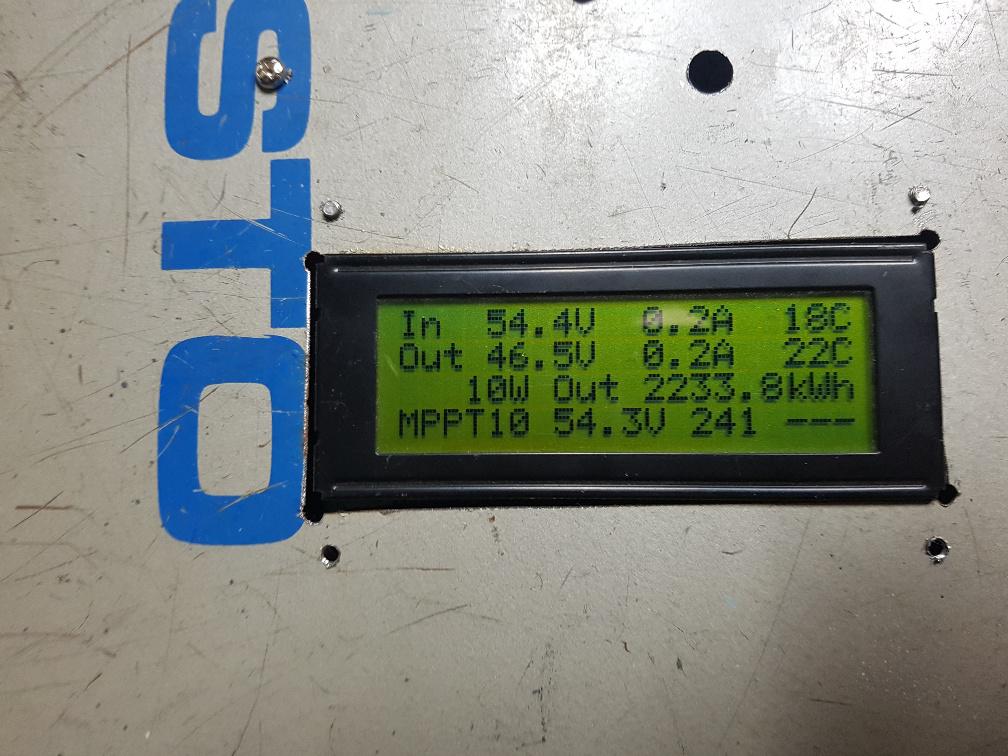 In 54.4V 0.2A 18C
Out 46.5V 0.2A 22C
10W Out 2233.8kWh
MPPT10 54.3V 241 ---
OTS